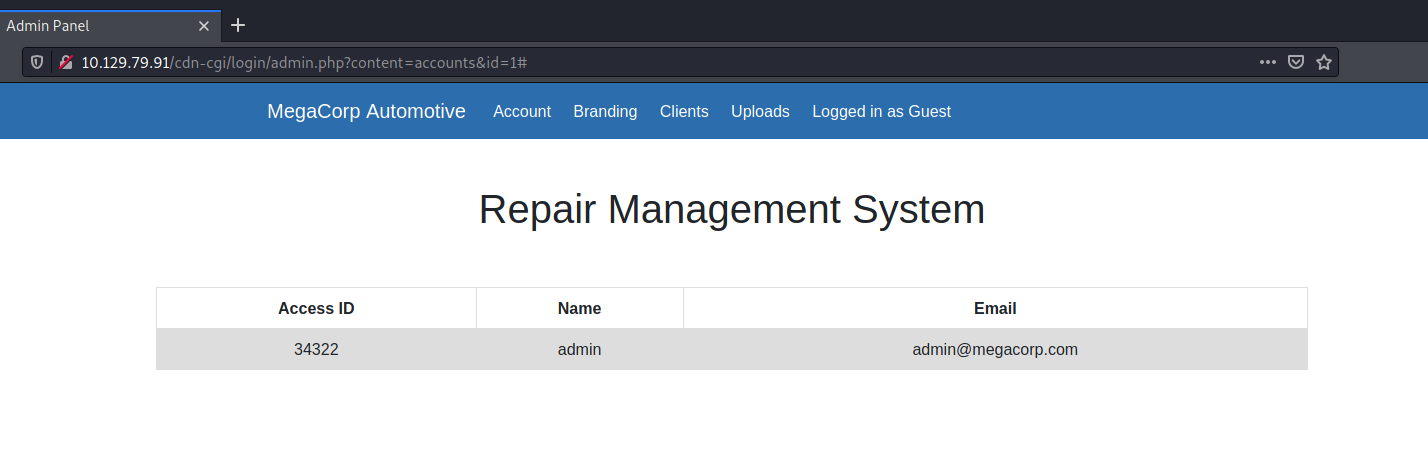 Admin Panel
10.129.79.91/cdn-cgi/login/admin.php?content=accounts&id=1#
MegaCorp Automotive Account Branding Clients Uploads Logged in as Guest
Repair Management System
Access ID Name Email
34322 admin admin@megacorp.com